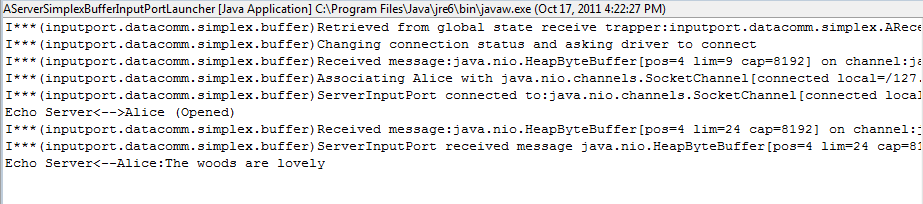 AServerSimplexBufferInputPortLauncher [Java Application] C:\Program Files\Java\jre6\bin\javaw.exe (Oct 17, 2011 4:22:27 PM)
I***(inputport.datacomm.simplex.buffer)Retrieved from global state receive trapper:inputport.datacomm.simplex.ARece
I***(inputport.datacomm.simplex.buffer)Changing connection status and asking driver to connect
I***(inputport.datacomm.simplex.buffer)Received message:java.nio.HeapByteBuffer[pos=4 lim=9 cap=8192] on channel:ja
I***(inputport.datacomm.simplex.buffer)Associating Alice with java.nio.channels.SocketChannel[connected local=/127.
I***(inputport.datacomm.simplex.buffer)ServerInputPort connected to:java.nio.channels.SocketChannel[connected local
Echo Server<-->Alice (Opened)
I***(inputport.datacomm.simplex.buffer)Received message:java.nio.HeapByteBuffer[pos=4 lim=24 cap=8192] on channel:j
I***(inputport.datacomm.simplex.buffer)ServerInputPort received message java.nio.HeapByteBuffer[pos=4 lim=24 cap=81
Echo Server<--Alice:The woods are lovely